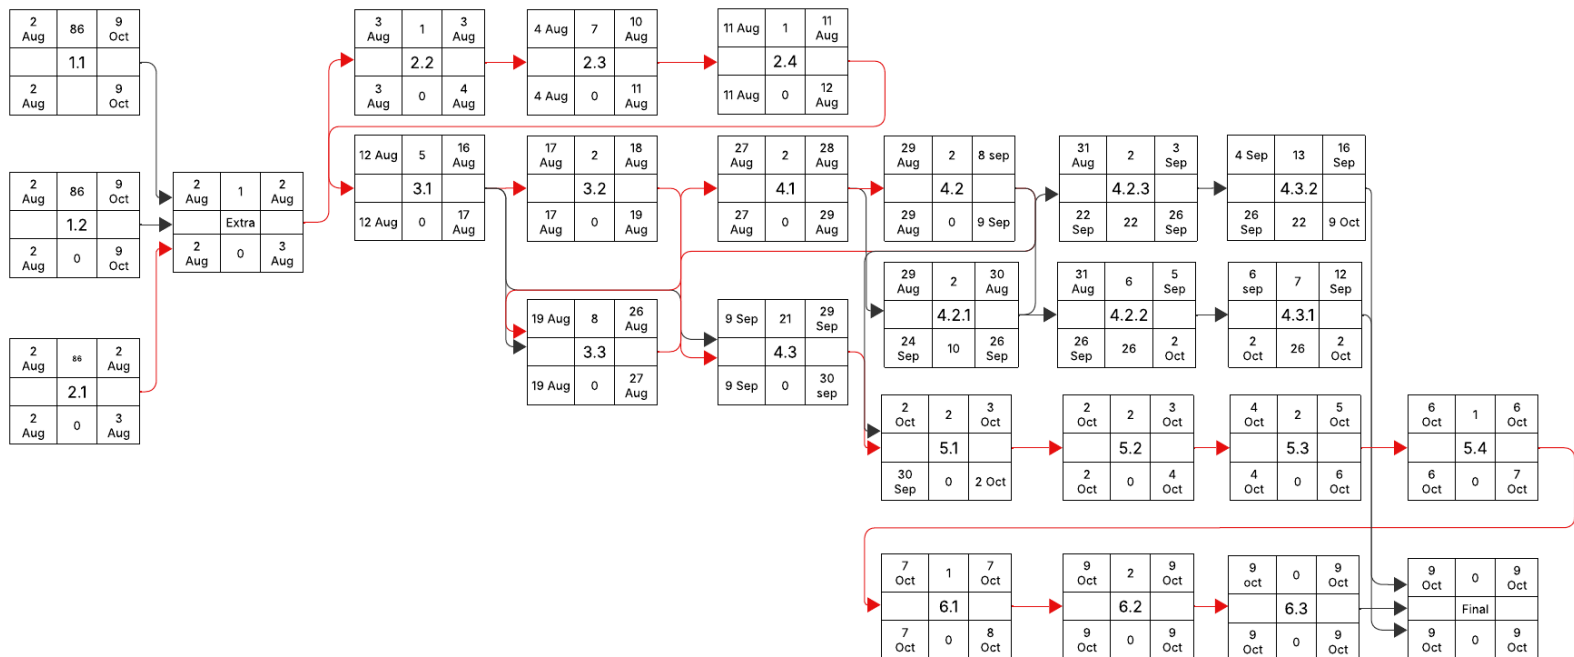 2 Aug 86 9 Oct
1.1
2 Aug 9 Oct
3 Aug 1 3 Aug
2.2
3 Aug 0 4 Aug
4 Aug 7 10 Aug
2.3
4 Aug 0 11 Aug
11 Aug 1 11 Aug
2.4
11 Aug 0 12 Aug
2 Aug 86 9 Oct
1.2
2 Aug 0 9 Oct
2 Aug 1 2 Aug
Extra
2 Aug 0 3 Aug
12 Aug 5 16 Aug
3.1
12 Aug 0 17 Aug
17 Aug 2 18 Aug
3.2
17 Aug 0 19 Aug
27 Aug 2 28 Aug
4.1
27 Aug 0 29 Aug
29 Aug 2 8 sep
4.2
29 Aug 0 9 Sep
31 Aug 2 3 Sep
4.2.3
22 Sep 22 26 Sep
4 Sep 13 16 Sep
4.3.2
26 Sep 22 9 Oct
29 Aug 2 30 Aug
4.2.1
24 Sep 10 26 Sep
31 Aug 6 5 Sep
4.2.2
26 Sep 26 2 Oct
6 sep 7 12 Sep
4.3.1
2 Oct 26 2 Oct
2 Aug 86 2 Aug
2.1
2 Aug 0 3 Aug
19 Aug 8 26 Aug
3.3
19 Aug 0 27 Aug
9 Sep 21 29 Sep
4.3
9 Sep 0 30 sep
2 Oct 2 3 Oct
5.1
30 Sep 0 2 Oct
2 Oct 2 3 Oct
5.2
2 Oct 0 4 Oct
4 Oct 2 5 Oct
5.3
4 Oct 0 6 Oct
6 Oct 1 6 Oct
5.4
6 Oct 0 7 Oct
7 Oct 1 7 Oct
6.1
7 Oct 0 8 Oct
9 Oct 2 9 Oct
6.2
9 Oct 0 9 Oct
9 oct 0 9 Oct
6.3
9 Oct 0 9 Oct
9 Oct 0 9 Oct
Final
9 Oct 0 9 Oct